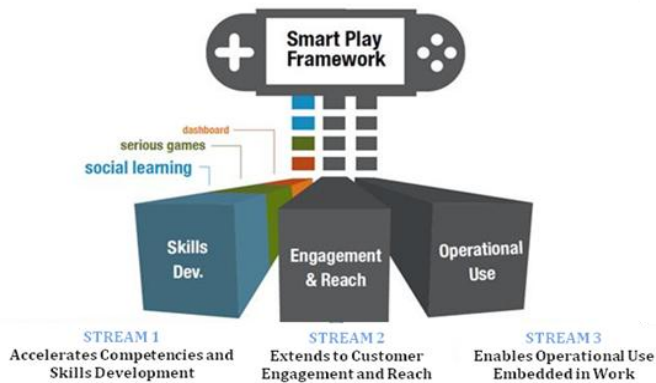 Smart Play
Framework
dashboard
serious games
social learning
Skills
Dev.
Engagement
& Reach
Operational
Use
STREAM 1
Accelerates Competencies and
Skills Development
STREAM 2
Extends to Customer
Engagement and Reach
STREAM 3
Enables Operational Use
Embedded in Work